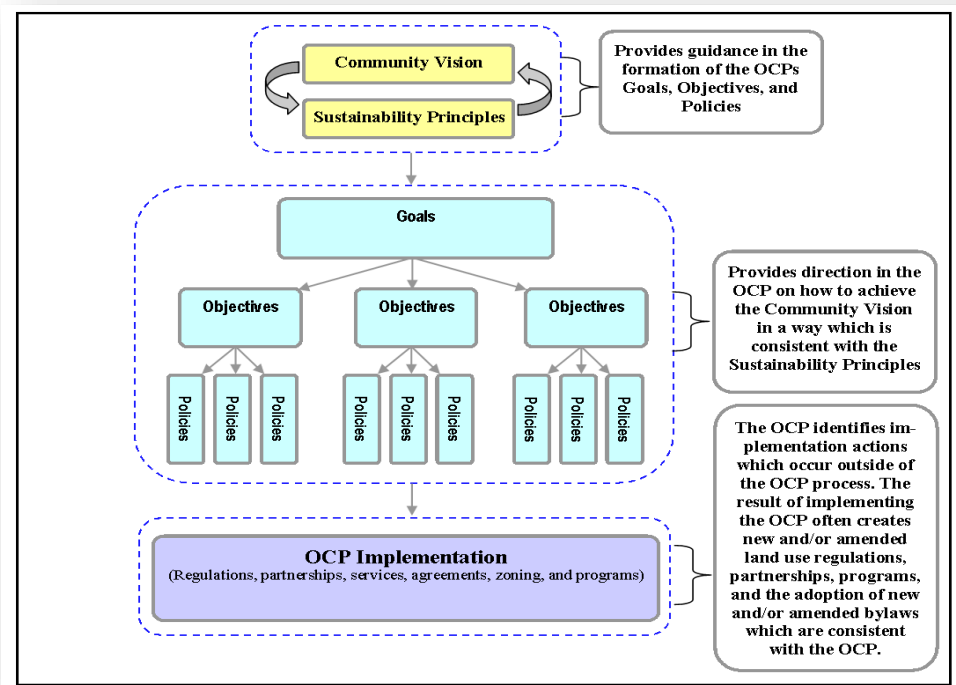 Community Vision
Sustainability Principles
Provides guidance in the
formation of the OCPs
Goals, Objectives, and
Policies
Goals
Objectives
Objectives
Objectives
Policies
Policies
Policies
Policies
Policies
Policies
Policies
Policies
Policies
Provides direction in the
OCP on how to achieve
the Community Vision
in a way which is
consistent with the
Sustainability Principles
OCP Implementation
(Regulations, partnerships, services, agreements, zoning, and programs)
The OCP identifies im-
plementation actions
which occur outside of
the OCP process. The
result of implementing
the OCP often creates
new and/or amended
land use regulations,
partnerships, programs,
and the adoption of new
and/or amended bylaws
which are consistent
with the OCP.